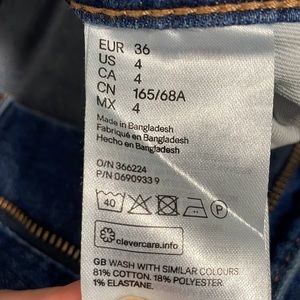 EUR 36
US 4
CA 4
CN 165/68A
MX 4
Made in Bangladesh
Fabriqué en Bangladesh
Hecho en Bangladesh
O/N 366224
P/N 0690933 9
40 P
clevercare.info
GB WASH WITH SIMILAR COLOURS
81% COTTON. 18% POLYESTER.
1% ELASTANE.